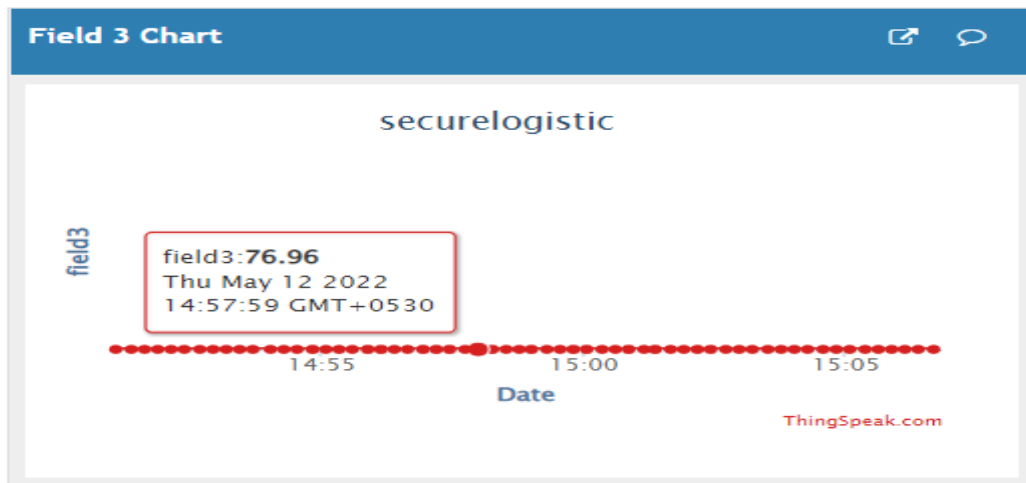 Field 3 Chart
securelogistic
field3
field3:76.96
Thu May 12 2022
14:57:59 GMT+0530
14:55 15:00 15:05
Date
ThingSpeak.com